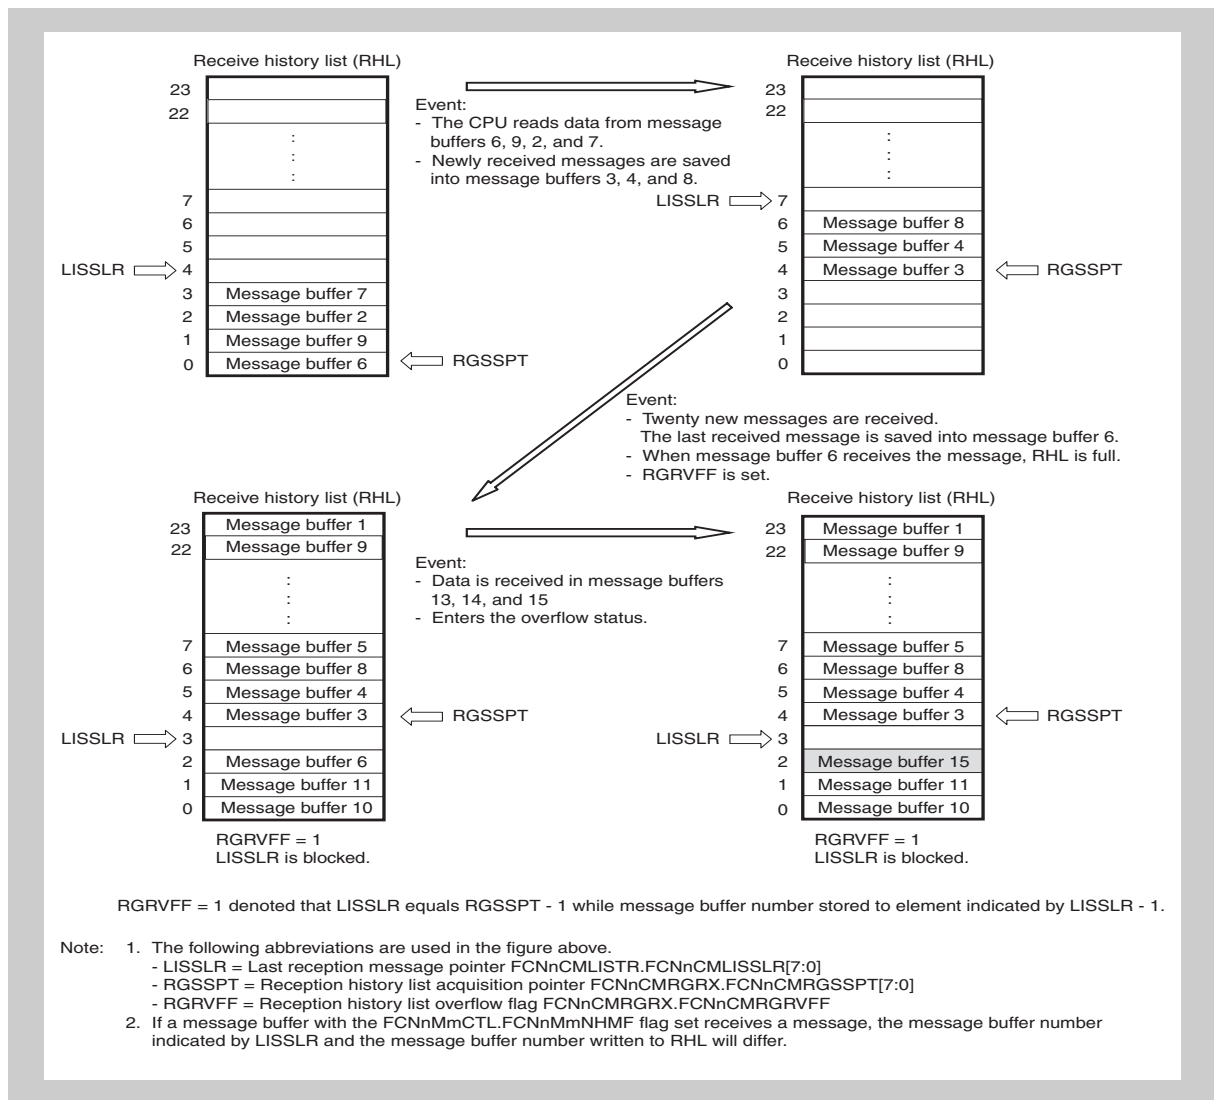 Receive history list (RHL)
23
22
:
:
:
7
6
5
LISSLR 4
3 Message buffer 7
2 Message buffer 2
1 Message buffer 9
0 Message buffer 6 RGSSPT
Event:
- The CPU reads data from message
buffers 6, 9, 2, and 7.
- Newly received messages are saved
into message buffers 3, 4, and 8.
Receive history list (RHL)
23
22
:
:
:
LISSLR 7
6 Message buffer 8
5 Message buffer 4
4 Message buffer 3 RGSSPT
3
2
1
0
Event:
- Twenty new messages are received.
The last received message is saved into message buffer 6.
- When message buffer 6 receives the message, RHL is full.
- RGRVFF is set.
Receive history list (RHL)
23 Message buffer 1
22 Message buffer 9
:
:
:
7 Message buffer 5
6 Message buffer 8
5 Message buffer 4
4 Message buffer 3 RGSSPT
LISSLR 3
2 Message buffer 6
1 Message buffer 11
0 Message buffer 10
RGRVFF = 1
LISSLR is blocked.
Event:
- Data is received in message buffers
13, 14, and 15
- Enters the overflow status.
Receive history list (RHL)
23 Message buffer 1
22 Message buffer 9
:
:
:
7 Message buffer 5
6 Message buffer 8
5 Message buffer 4
4 Message buffer 3 RGSSPT
LISSLR 3
2 Message buffer 15
1 Message buffer 11
0 Message buffer 10
RGRVFF = 1
LISSLR is blocked.
RGRVFF = 1 denoted that LISSLR equals RGSSPT - 1 while message buffer number stored to element indicated by LISSLR - 1.
Note: 1. The following abbreviations are used in the figure above.
- LISSLR = Last reception message pointer FCNnCMLISTR.FCNnCMLISSLR[7:0]
- RGSSPT = Reception history list acquisition pointer FCNnCMRGRX.FCNnCMRGSSPT[7:0]
- RGRVFF = Reception history list overflow flag FCNnCMRGRX.FCNnCMRGRVFF
2. If a message buffer with the FCNnMmCTL.FCNnMmNHMF flag set receives a message, the message buffer number
indicated by LISSLR and the message buffer number written to RHL will differ.